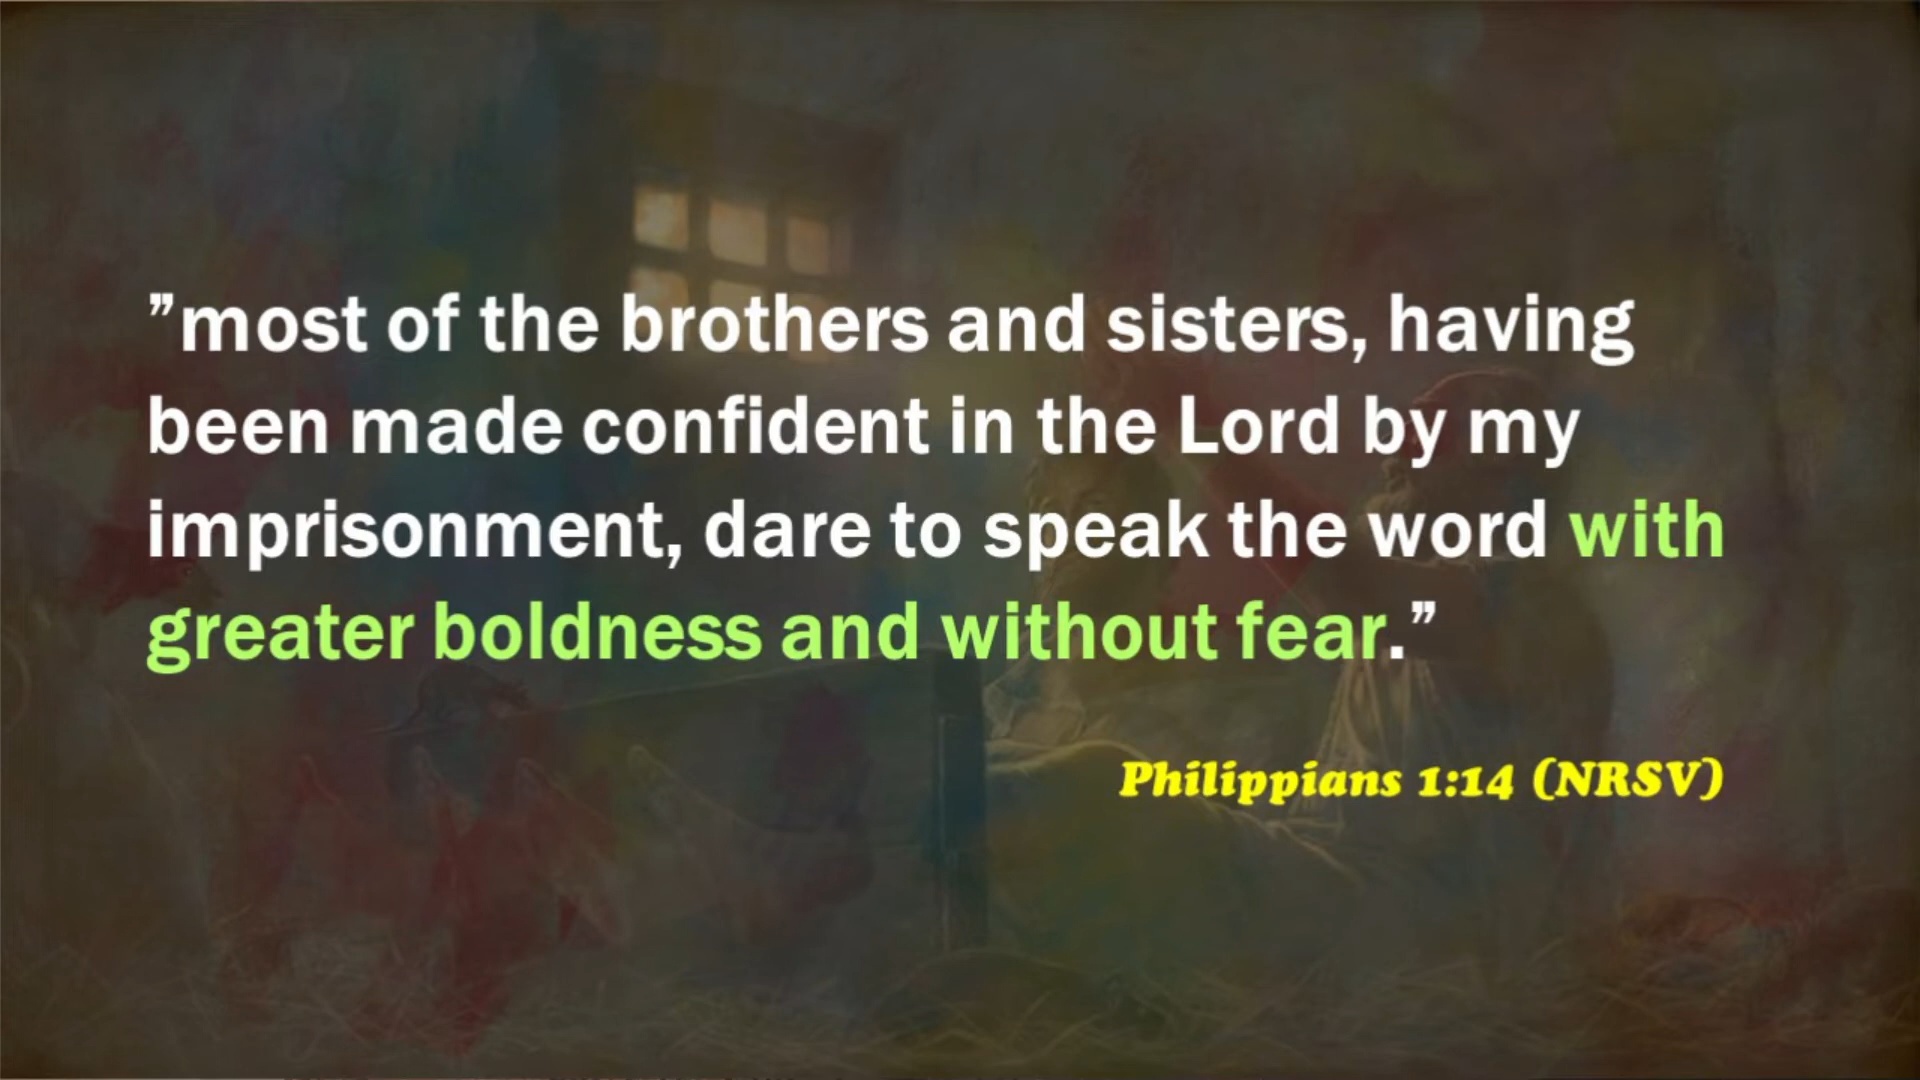 ”most of the brothers and sisters, having
been made confident in the Lord by my
imprisonment, dare to speak the word with
greater boldness and without fear.”
Philippians 1:14 (NRSV)